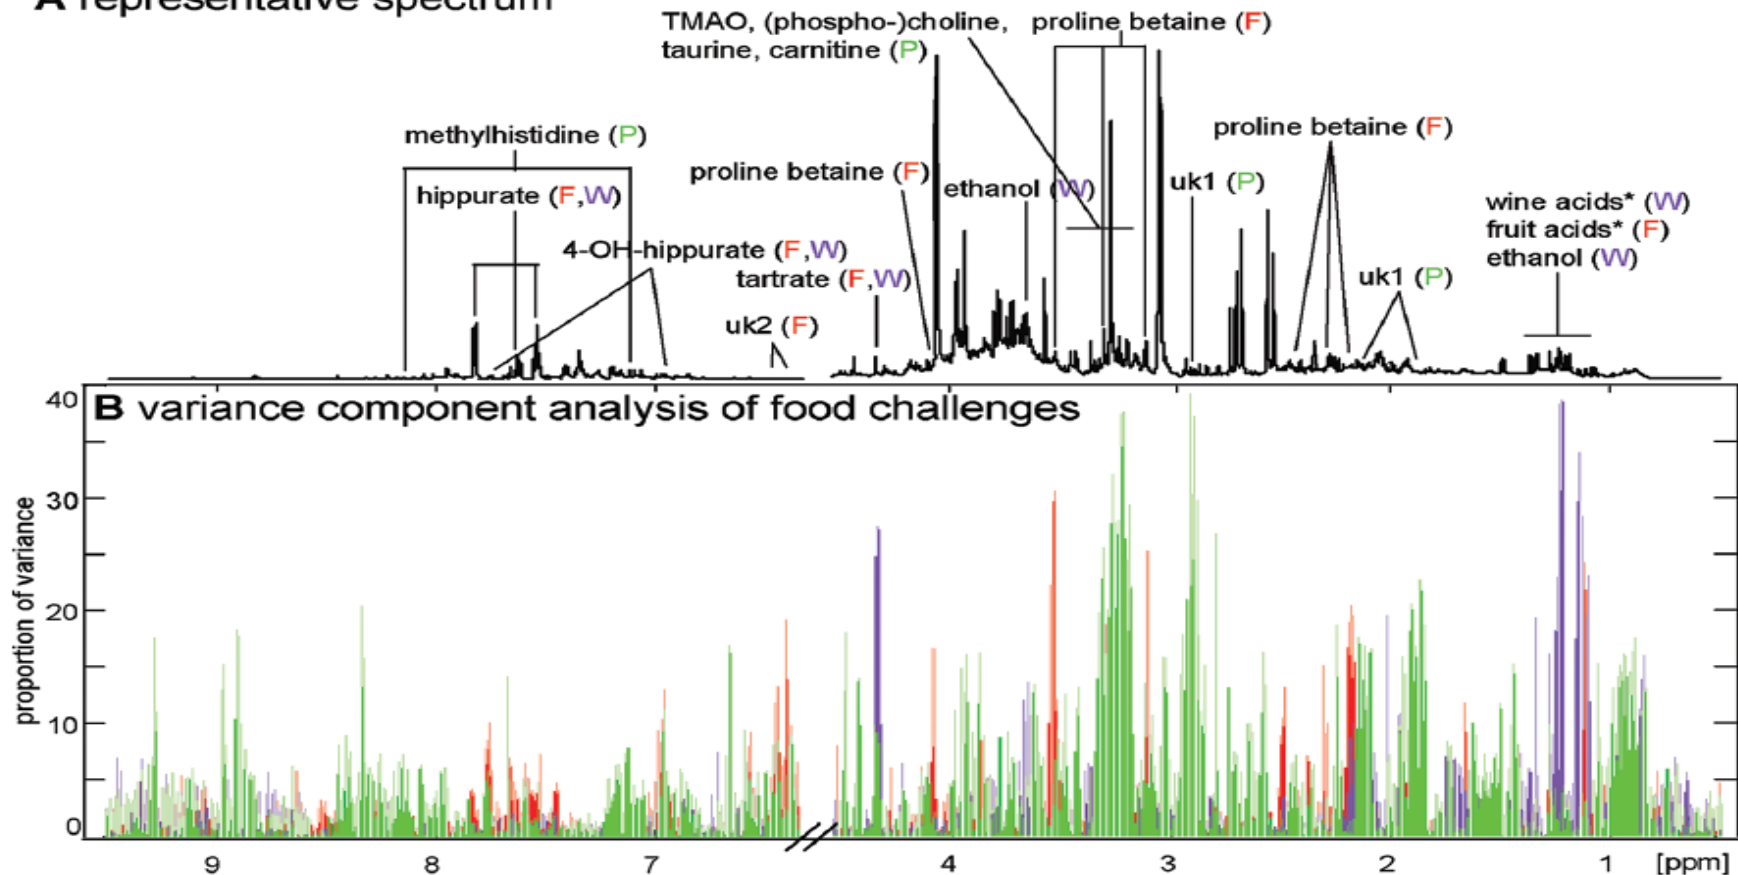 A representative spectrum
TMAO, (phospho-)choline,
taurine, carnitine (P)
proline betaine (F)
methylhistidine (P)
hippurate (F,W)
4-OH-hippurate (F,W)
tartrate (F,W)
uk2 (F)
proline betaine (F)
ethanol (W)
uk1 (P)
proline betaine (F)
uk1 (P)
wine acids* (W)
fruit acids* (F)
ethanol (W)
B variance component analysis of food challenges
proportion of variance
40
30
20
10
0
9 8 7 4 3 2 1 [ppm]